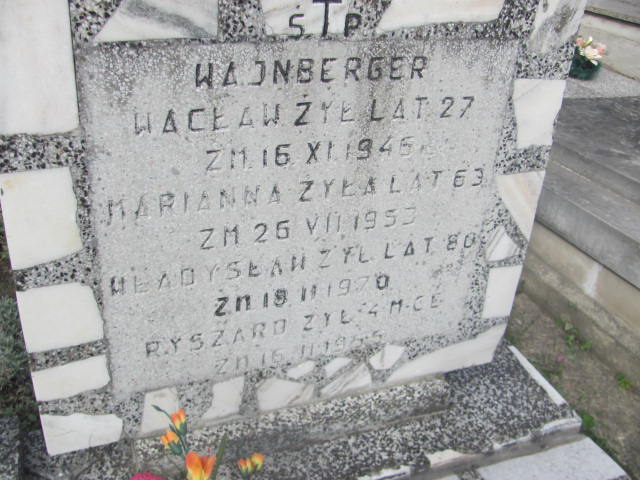 Ś P
WAJNBERGER
WACŁAW ŻYŁ LAT 27
ZM. 16. XI. 1946
MARIANNA ŻYŁA LAT 63
ZM 26 VII 1953
WŁADYSŁAW ŻYŁ LAT 80
ZM 18 II 1970
RYSZARD ŻYŁ 4 M-CE